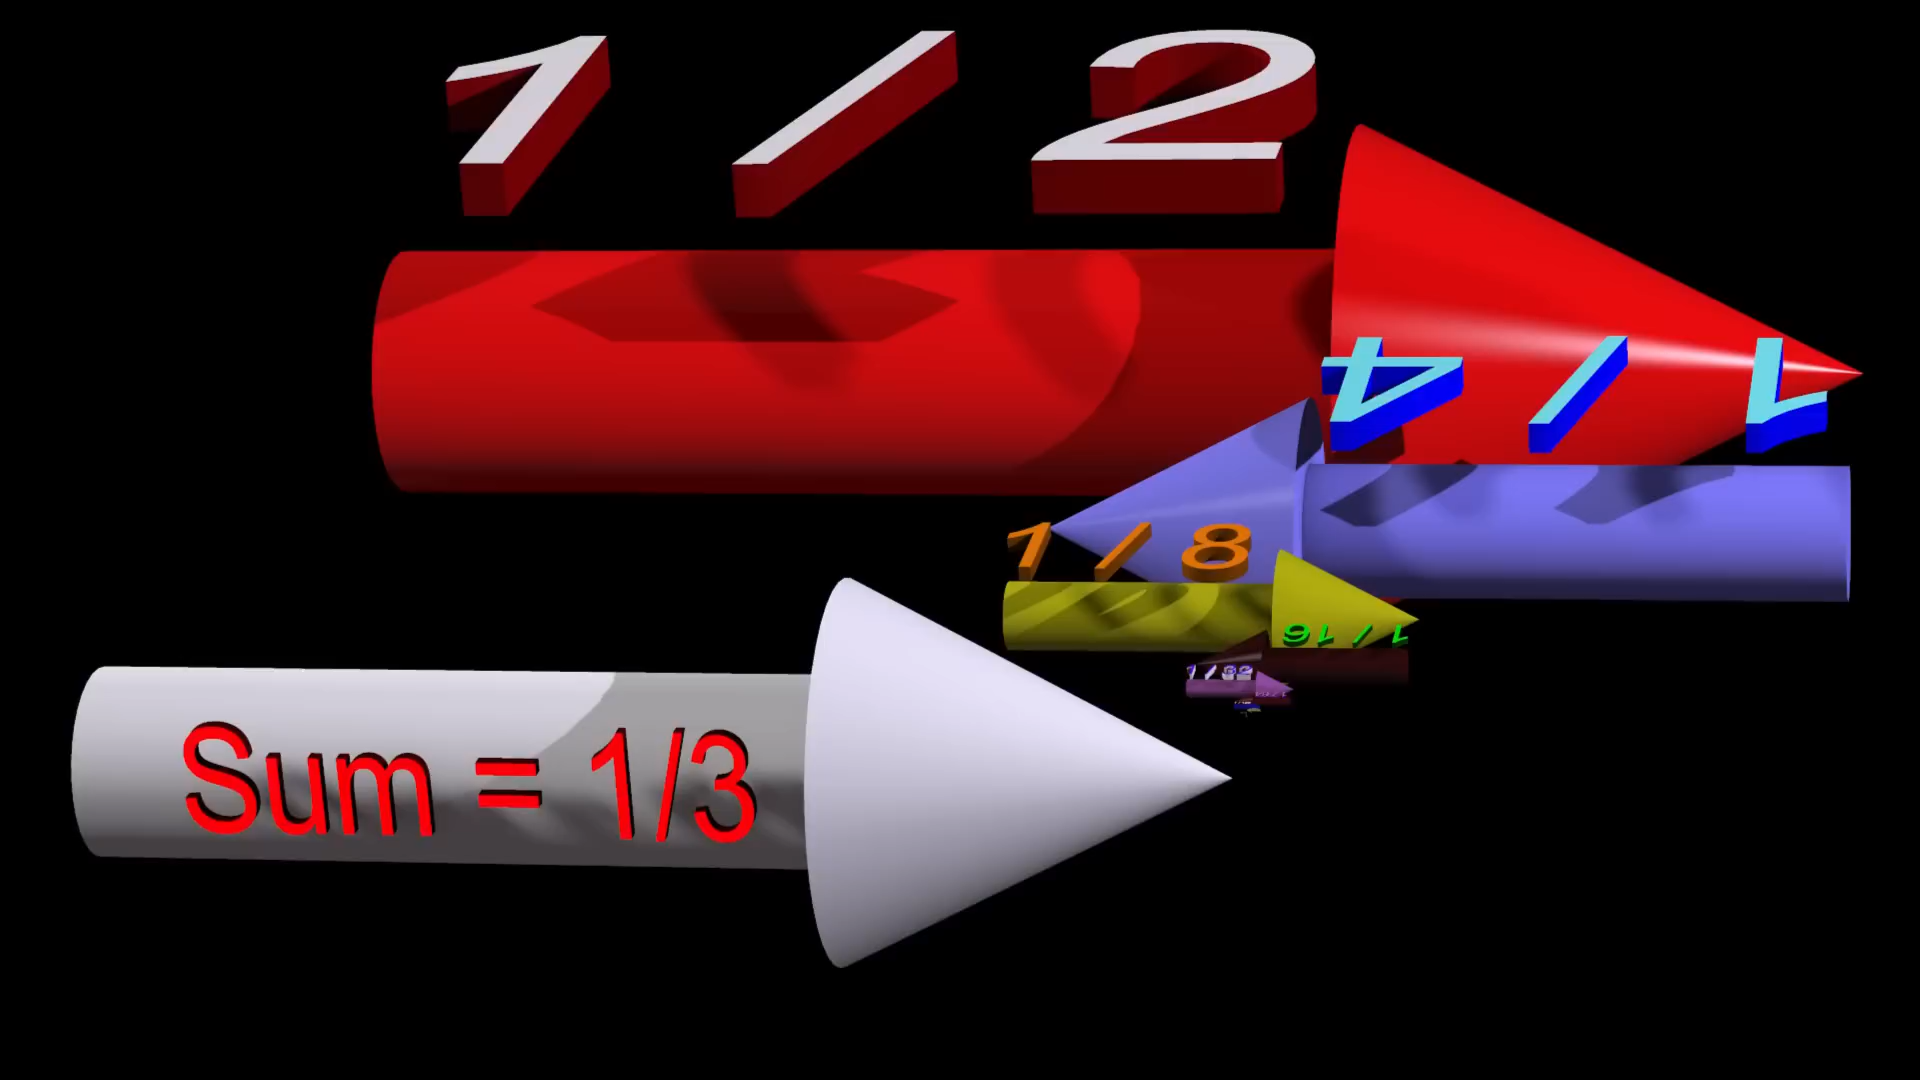 1 / 2
1 / 4
1 / 8
1 / 16
1 / 32
Sum = 1/3